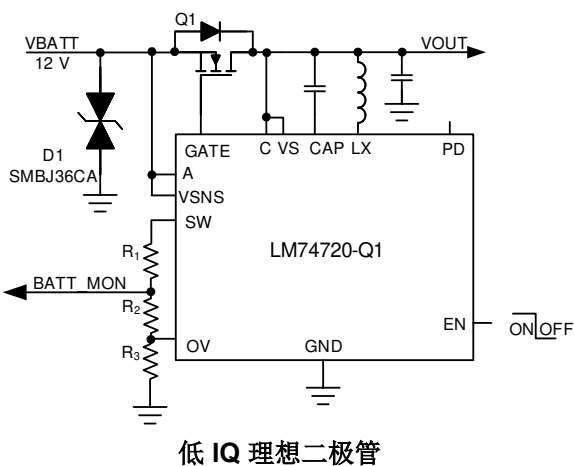 Q1
VBATT
12 V
VOUT
D1
SMBJ36CA
GATE
C VS CAP LX
PD
A
VSNS
SW
R1
LM74720-Q1
BATT_MON
R2
EN
ON OFF
R3
OV
GND
低 IQ 理想二极管